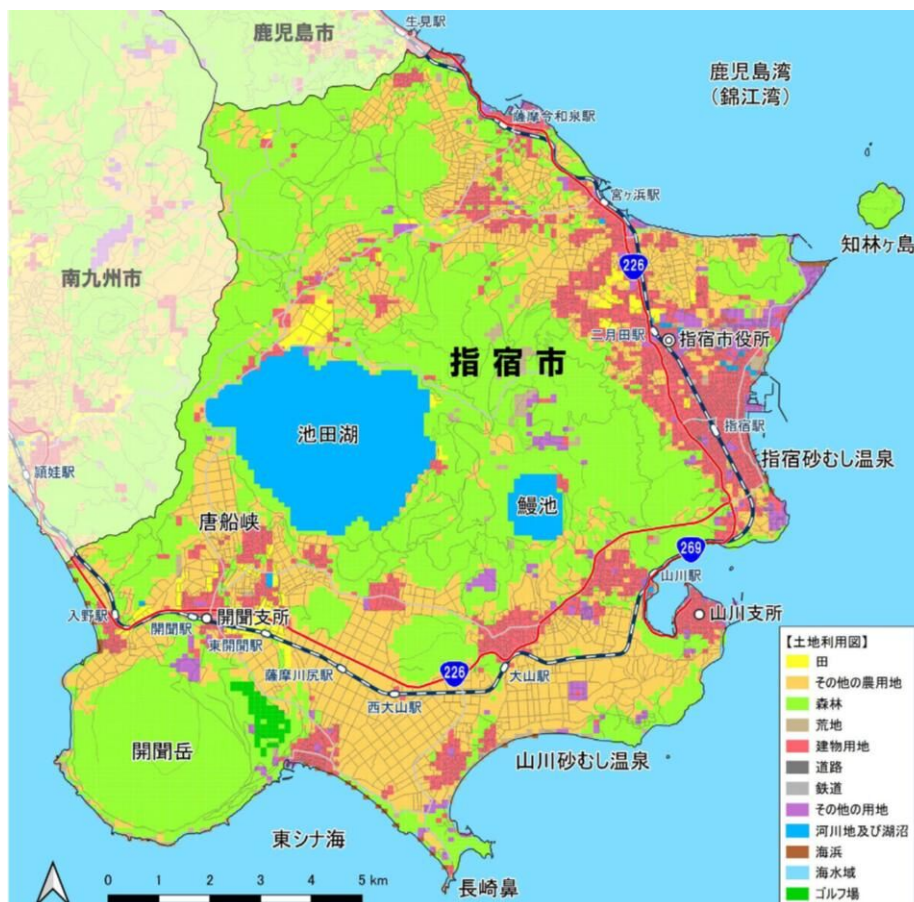 生見駅
鹿児島市
鹿児島湾
(錦江湾)
薩摩今和泉駅
宮ヶ浜駅
知林ヶ島
南九州市
226
二月田駅
指宿市役所
指宿市
池田湖
指宿駅
頴娃駅
指宿砂むし温泉
鰻池
唐船峡
269
山川駅
入野駅
開聞駅
開聞支所
東開聞駅
山川支所
薩摩川尻駅
226
大山駅
西大山駅
開聞岳
山川砂むし温泉
東シナ海
長崎鼻
0 1 2 3 4 5 km
【土地利用図】
田
その他の農用地
森林
荒地
建物用地
道路
鉄道
その他の用地
河川地及び湖沼
海浜
海水域
ゴルフ場